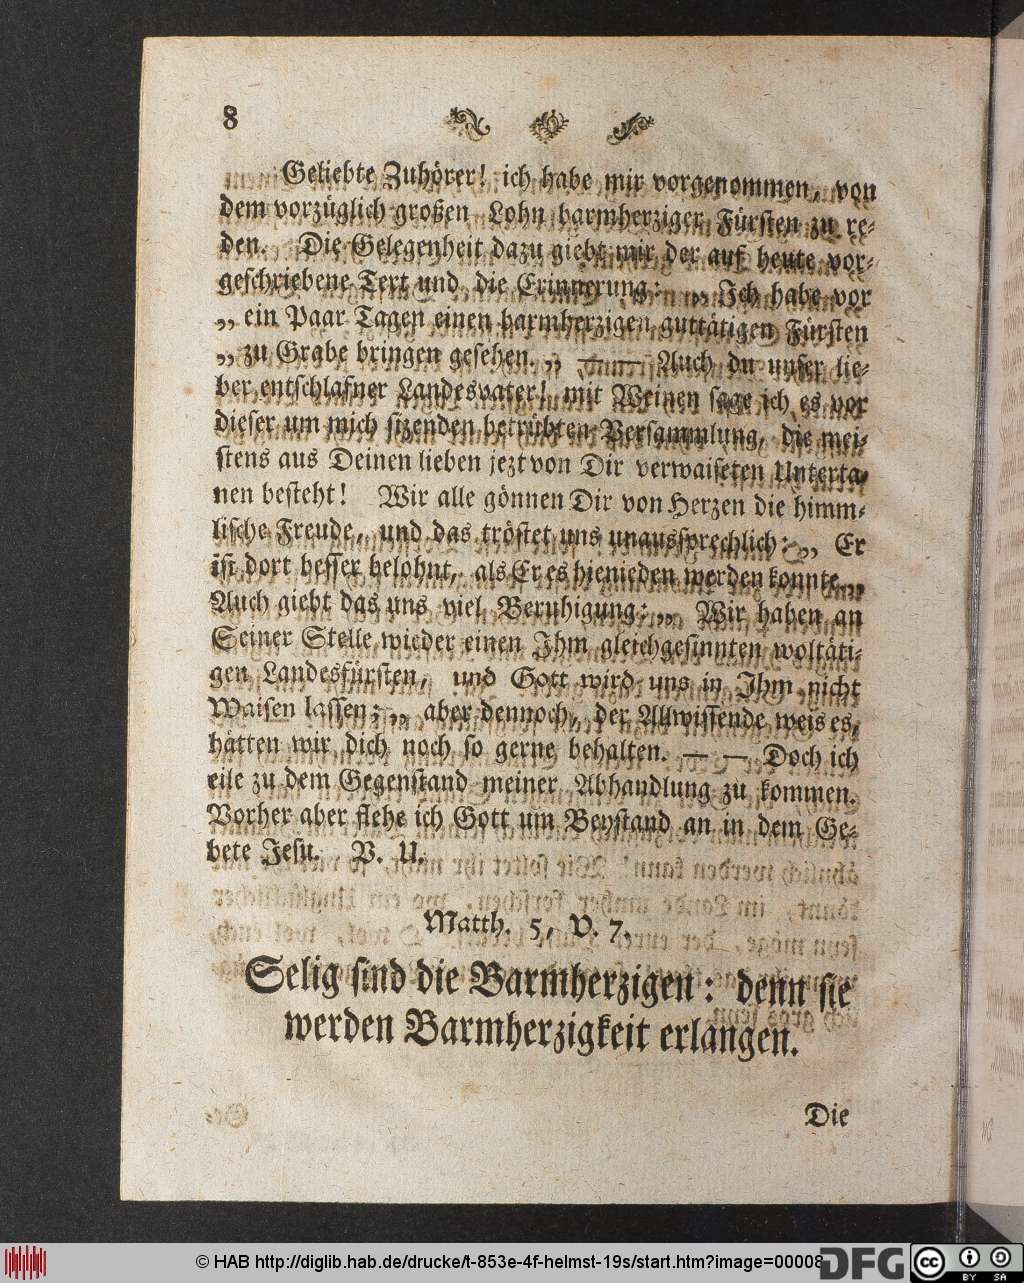 8
Geliebte Zuhörer! ich habe mir vorgenommen, von
dem vorzüglich großen Lohn barmherziger Fürsten zu re-
den. Die Gelegenheit dazu giebt mir der auf heute vor-
geschriebene Text und die Erinnerung: „ Ich habe vor
„ ein Paar Tagen einen barmherzigen guttätigen Fürsten
„ zu Grabe bringen gesehen. „ — — Auch du unser lie-
ber entschlafner Landesvater! mit Weinen sage ich es vor
dieser um mich sizenden betrübten Versammlung, die mei-
stens aus Deinen lieben jezt von Dir verwaiseten Unterta-
nen besteht! Wir alle gönnen Dir von Herzen die himm-
lische Freude, und das tröstet uns unaussprechlich: „ Er
ist dort besser belohnt, als Er es hienieden werden konnte „
Auch giebt das uns viel Beruhigung: „ Wir haben an
Seiner Stelle wieder einen Ihm gleichgesinnten woltäti-
gen Landesfürsten, und Gott wird uns in Ihm nicht
Waisen lassen: „ aber dennoch, der Allwissende weis es,
hätten wir dich noch so gerne behalten. — — Doch ich
eile zu dem Gegenstand meiner Abhandlung zu kommen.
Vorher aber flehe ich Gott um Beystand an in dem Ge-
bete Jesu. V. U.
Matth. 5, V. 7.
Selig sind die Barmherzigen: denn sie
werden Barmherzigkeit erlangen.
Die
© HAB http://diglib.hab.de/drucke/t-853e-4f-helmst-19s/start.htm?image=00008
DFG
cc BY SA